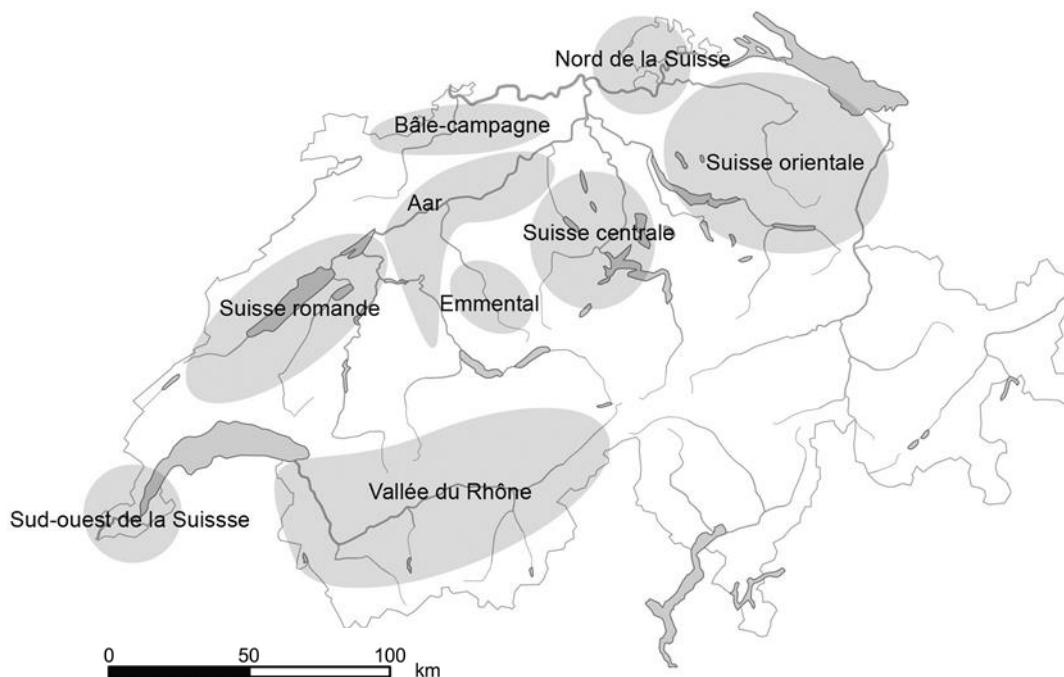 Nord de la Suisse
Bâle-campagne
Suisse orientale
Aar
Suisse centrale
Suisse romande
Emmental
Vallée du Rhône
Sud-ouest de la Suissse
0 50 100
km